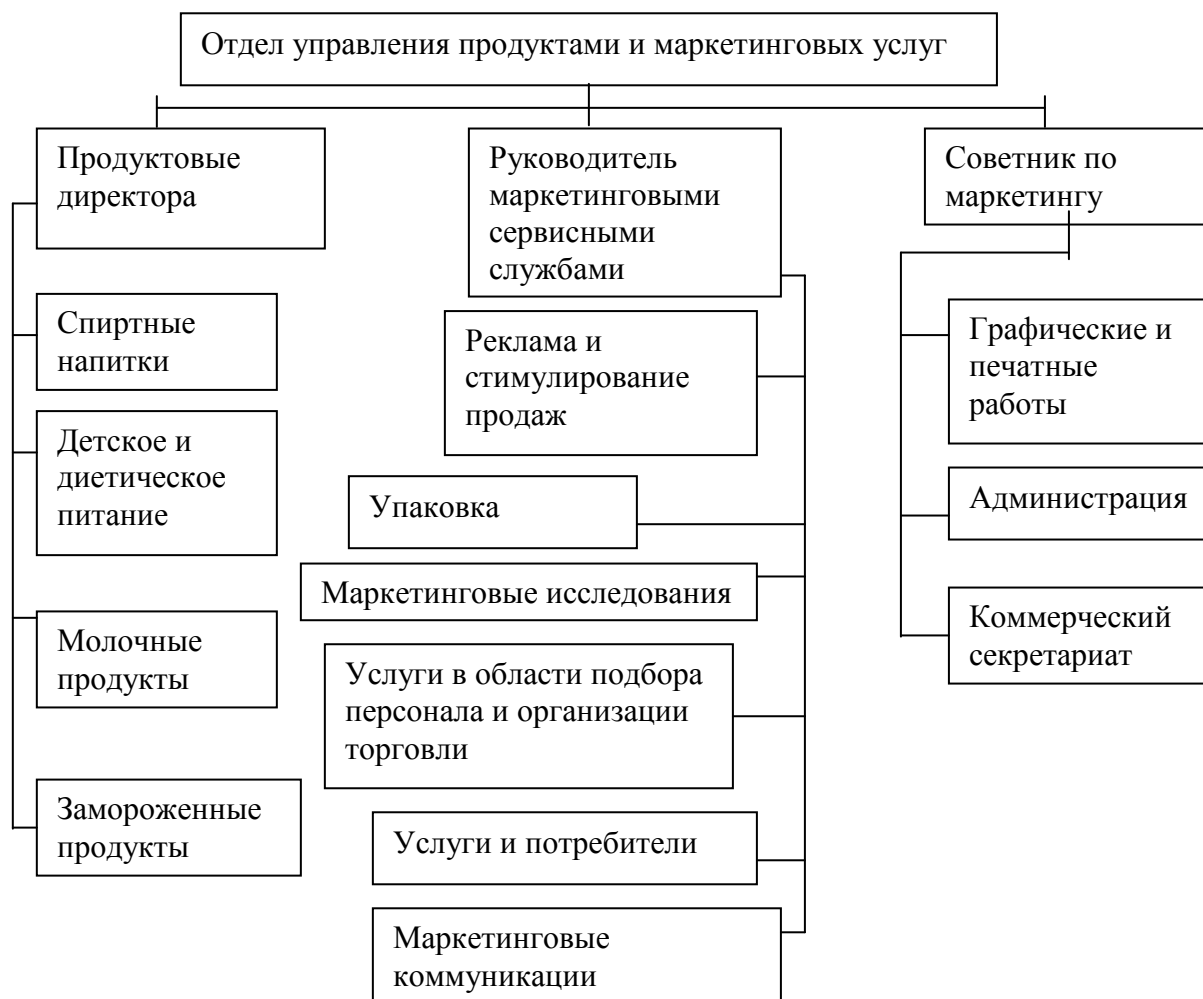 Отдел управления продуктами и маркетинговых услуг
Продуктовые
директора
Спиртные
напитки
Детское и
диетическое
питание
Молочные
продукты
Замороженные
продукты
Руководитель
маркетинговыми
сервисными
службами
Реклама и
стимулирование
продаж
Упаковка
Маркетинговые исследования
Услуги в области подбора
персонала и организации
торговли
Услуги и потребители
Маркетинговые
коммуникации
Советник по
маркетингу
Графические и
печатные
работы
Администрация
Коммерческий
секретариат